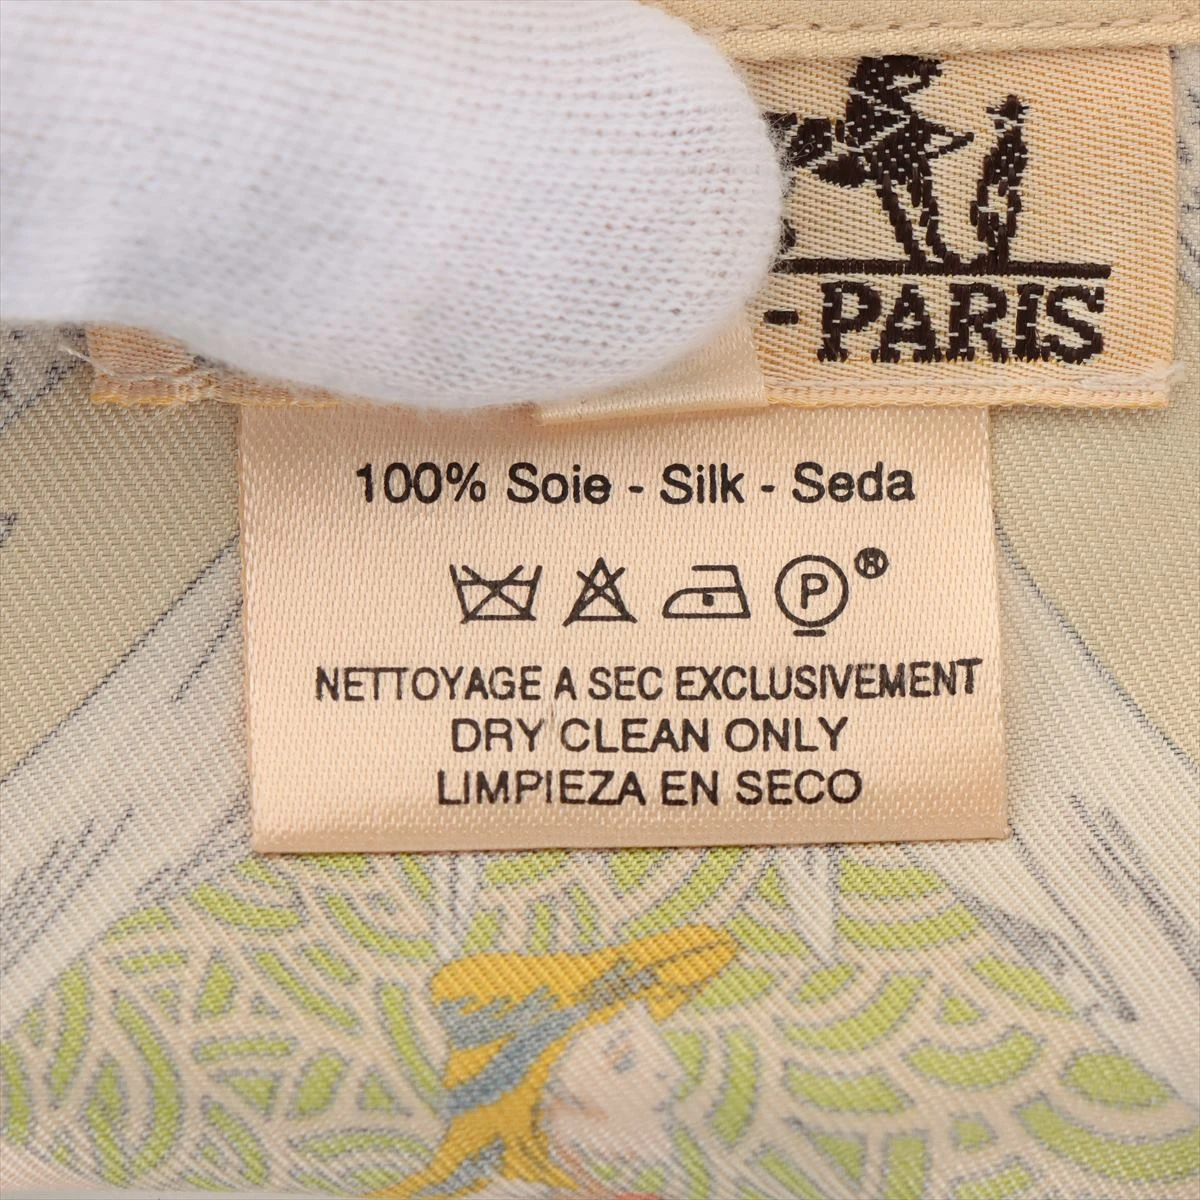 - PARIS
100% Soie - Silk - Seda
P ®
NETTOYAGE A SEC EXCLUSIVEMENT
DRY CLEAN ONLY
LIMPIEZA EN SECO